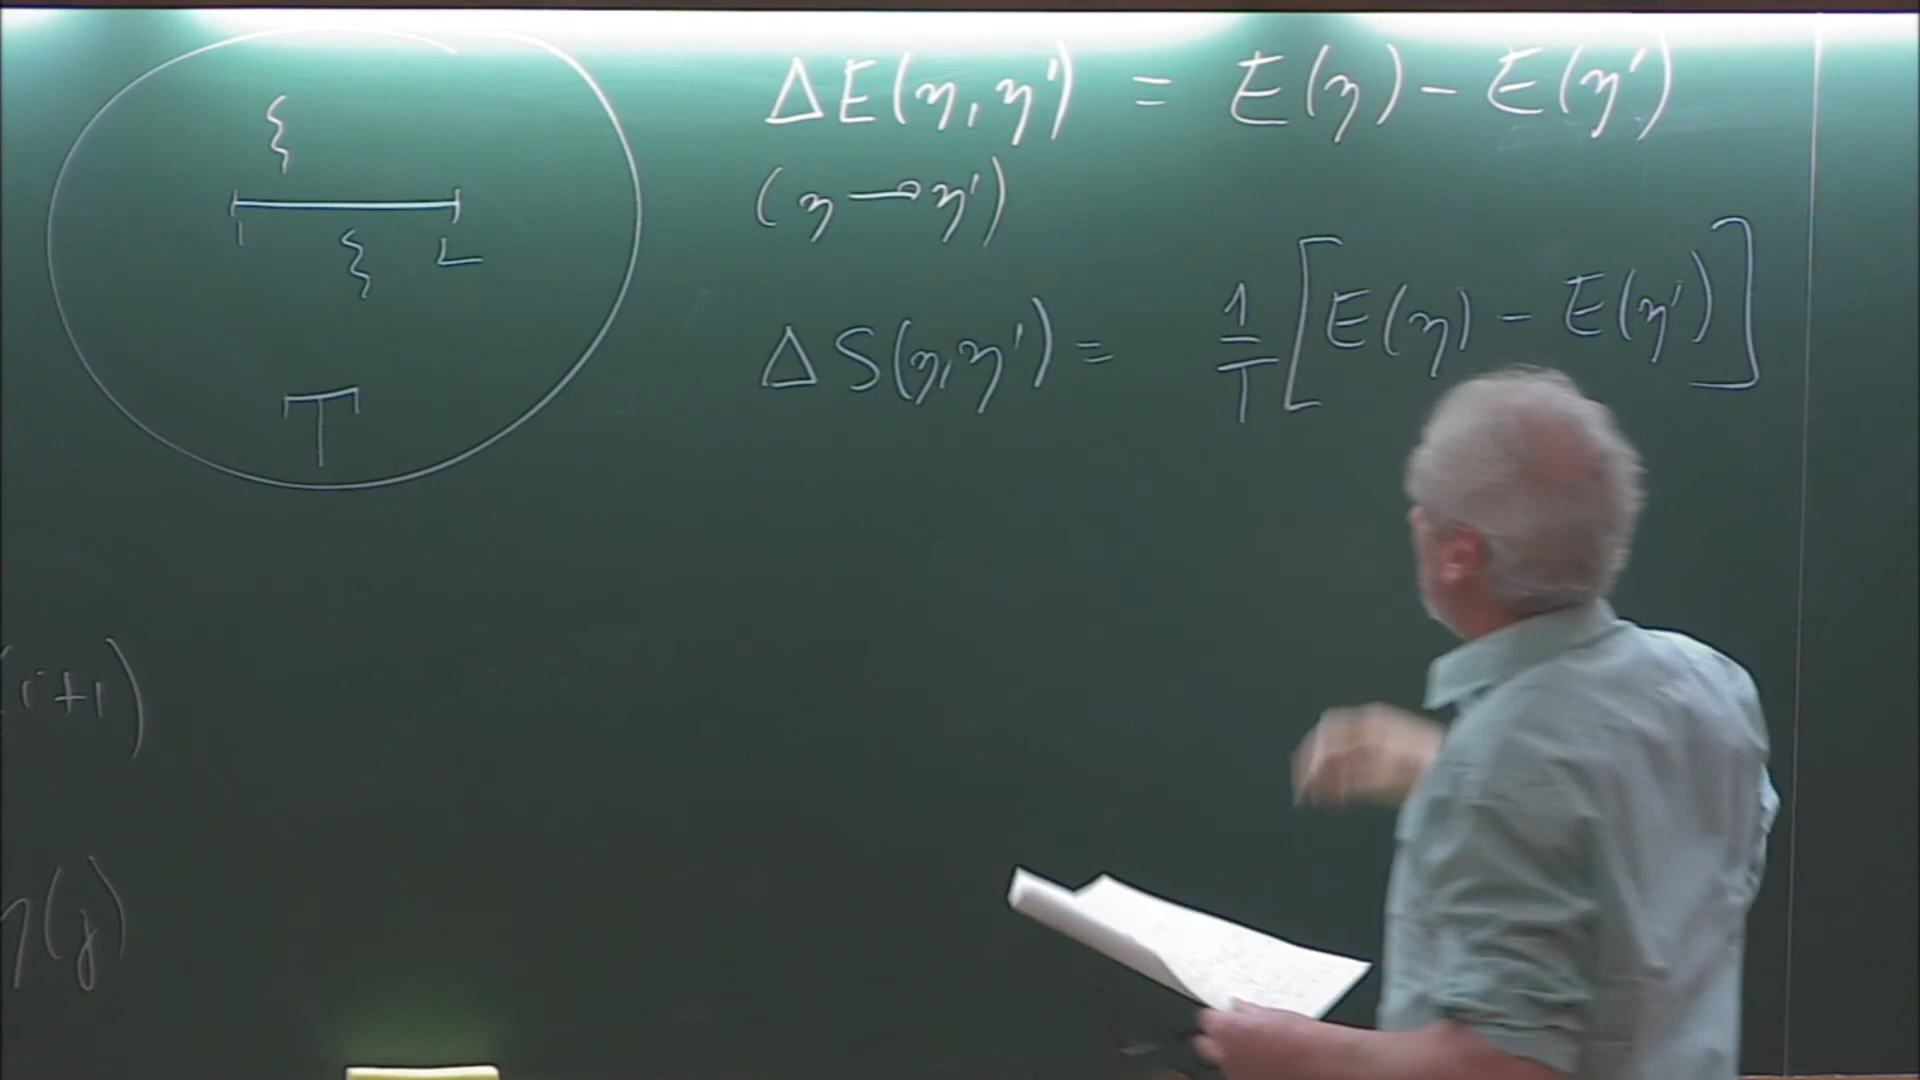 ΔE(η,η') = E(η) - E(η')
(η → η')
ΔS(η,η') = 1/T [E(η) - E(η')]
1 L
T
(i+1)
η(j)